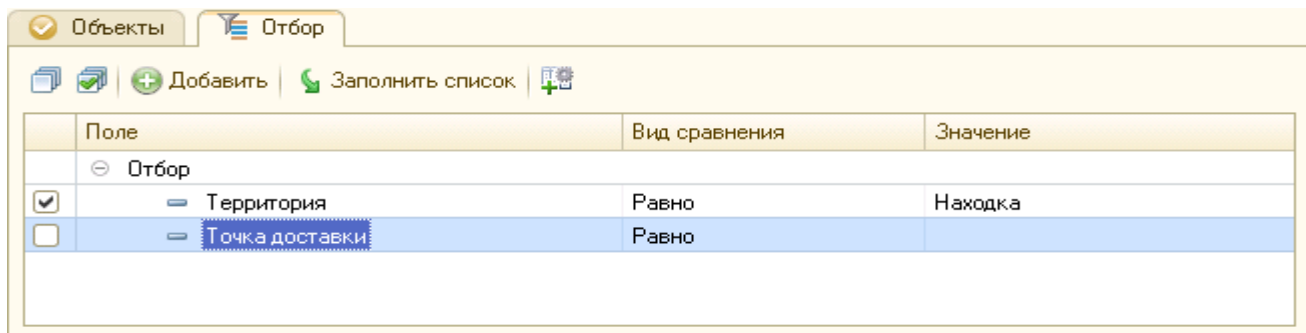 Объекты Отбор
Добавить Заполнить список
Поле Вид сравнения Значение
Отбор
Территория Равно Находка
Точка доставки Равно